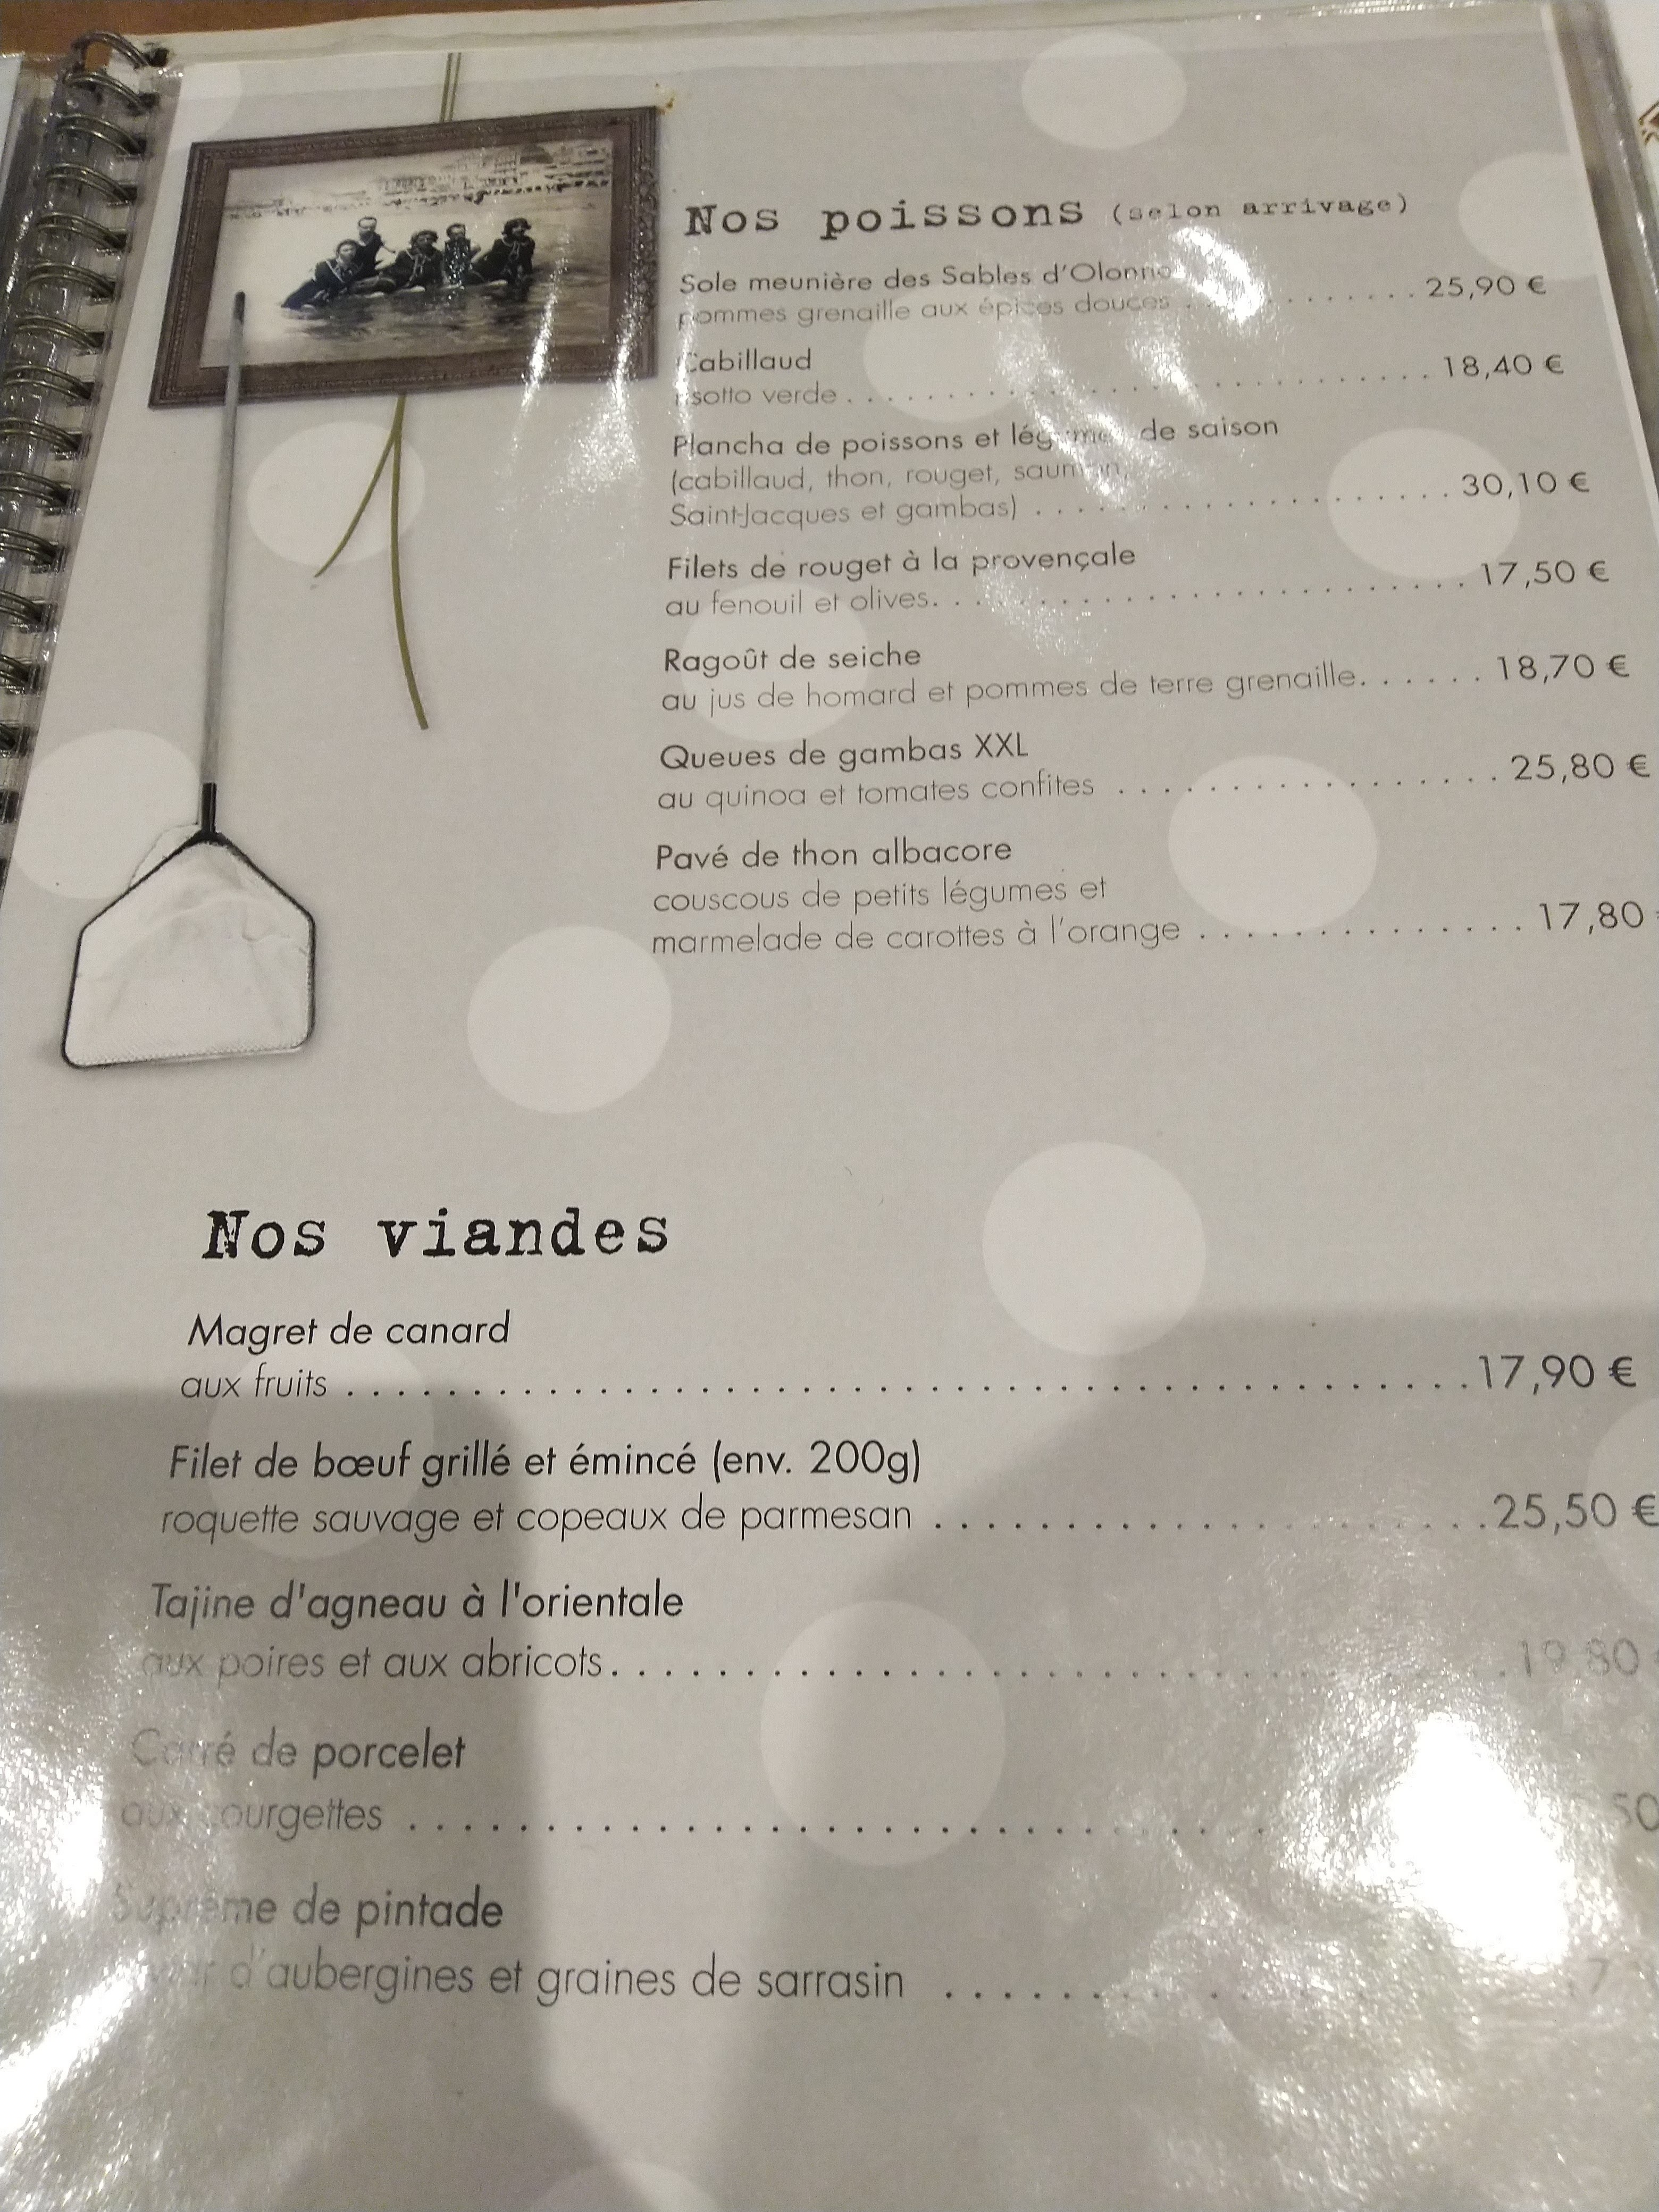 Nos poissons (selon arrivage)
Sole meunière des Sables d'Olonne
pommes grenaille aux épices douces . . . . . . . . . 25,90 €
Cabillaud
risotto verde . . . . . . . . . . . . . . . . . . . . . . . . . 18,40 €
Plancha de poissons et légumes de saison
(cabillaud, thon, rouget, saumon,
Saint-Jacques et gambas) . . . . . . . . . . . . . . . . . . . 30,10 €
Filets de rouget à la provençale
au fenouil et olives. . . . . . . . . . . . . . . . . . . . . . . . 17,50 €
Ragoût de seiche
au jus de homard et pommes de terre grenaille. . . . . . 18,70 €
Queues de gambas XXL
au quinoa et tomates confites . . . . . . . . . . . . . . . . . 25,80 €
Pavé de thon albacore
couscous de petits légumes et
marmelade de carottes à l'orange . . . . . . . . . . . . . . . 17,80
Nos viandes
Magret de canard
aux fruits . . . . . . . . . . . . . . . . . . . . . . . . . . . . . . . . . . 17,90 €
Filet de bœuf grillé et émincé (env. 200g)
roquette sauvage et copeaux de parmesan . . . . . . . . . . . . . . . . 25,50 €
Tajine d'agneau à l'orientale
aux poires et aux abricots. . . . . . . . . . . . . . . . . . . . . . . . . 19,80
Carré de porcelet
aux courgettes . . . . . . . . . . . . . . . . . . . . . . . . .
Suprême de pintade
d'aubergines et graines de sarrasin . . . . . . . .